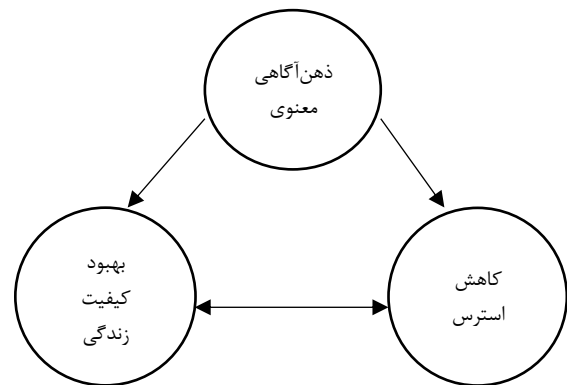 ذهن‌آگاهی
معنوی
بهبود
کیفیت
زندگی
کاهش
استرس